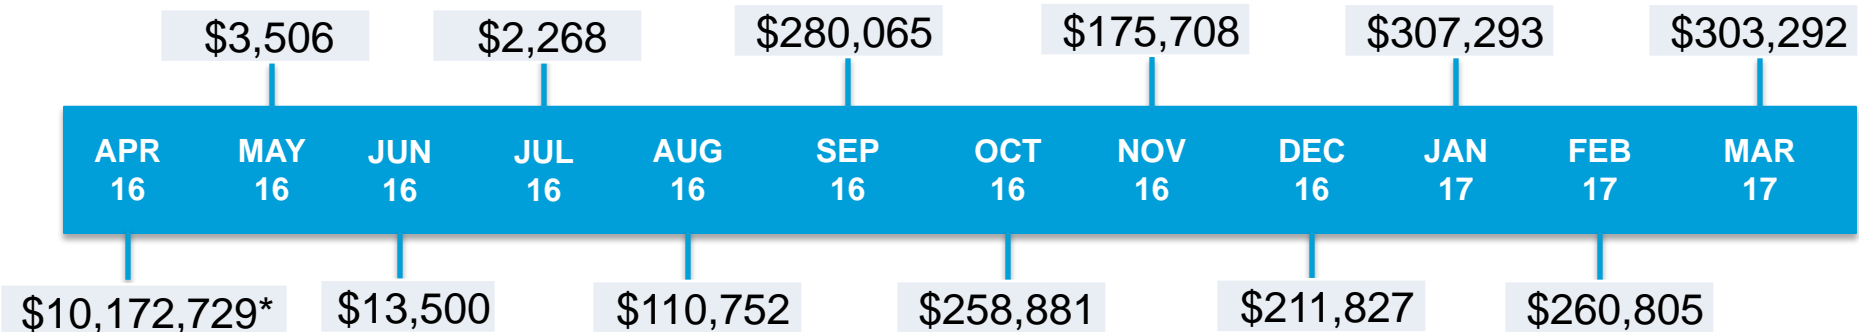 $3,506 $2,268 $280,065 $175,708 $307,293 $303,292
APR MAY JUN JUL AUG SEP OCT NOV DEC JAN FEB MAR
16 16 16 16 16 16 16 16 16 17 17 17
$10,172,729* $13,500 $110,752 $258,881 $211,827 $260,805